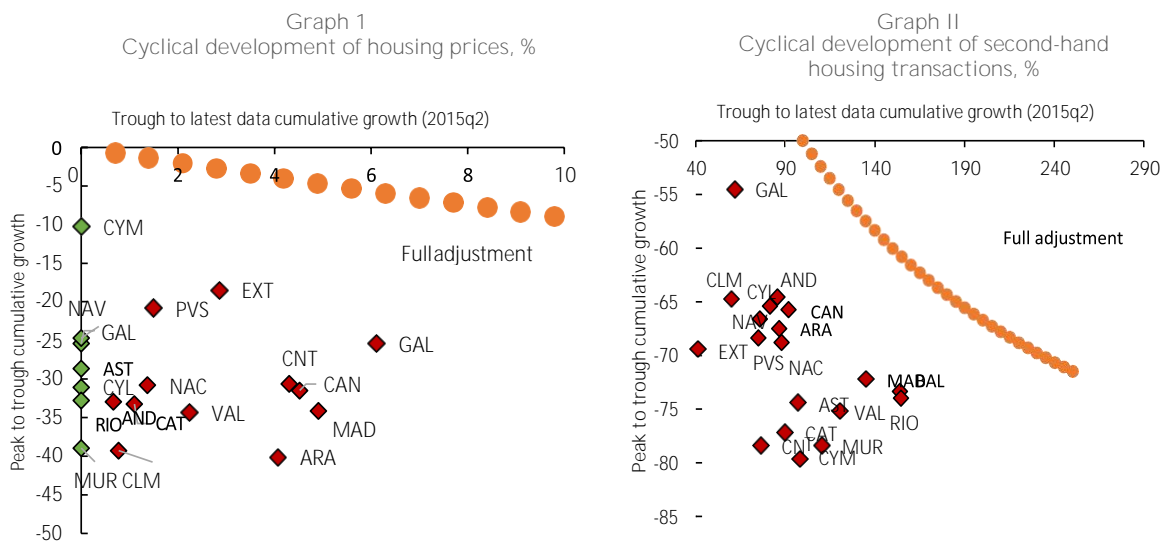 Graph 1
Cyclical development of housing prices, %
Trough to latest data cumulative growth (2015q2)
0
0 2 4 6 8 10
-5
-10
-15
-20
-25
-30
-35
-40
-45
-50
Peak to trough cumulative growth
CYM
Fulladjustment
EXT
NAV
PVS
GAL
GAL
CNT
AST
NAC
CAN
CYL
VAL
RIO
AND
CAT
MAD
ARA
MUR
CLM
Graph II
Cyclical development of second-hand
housing transactions, %
Trough to latest data cumulative growth (2015q2)
40 90 140 190 240 290
-50
-55
-60
-65
-70
-75
-80
-85
Peak to trough cumulative growth
GAL
Full adjustment
CLM
CYL
AND
CAN
NAV
ARA
EXT
PVS
NAC
MAD
BAL
AST
VAL
RIO
CAT
CNT
MUR
CYM